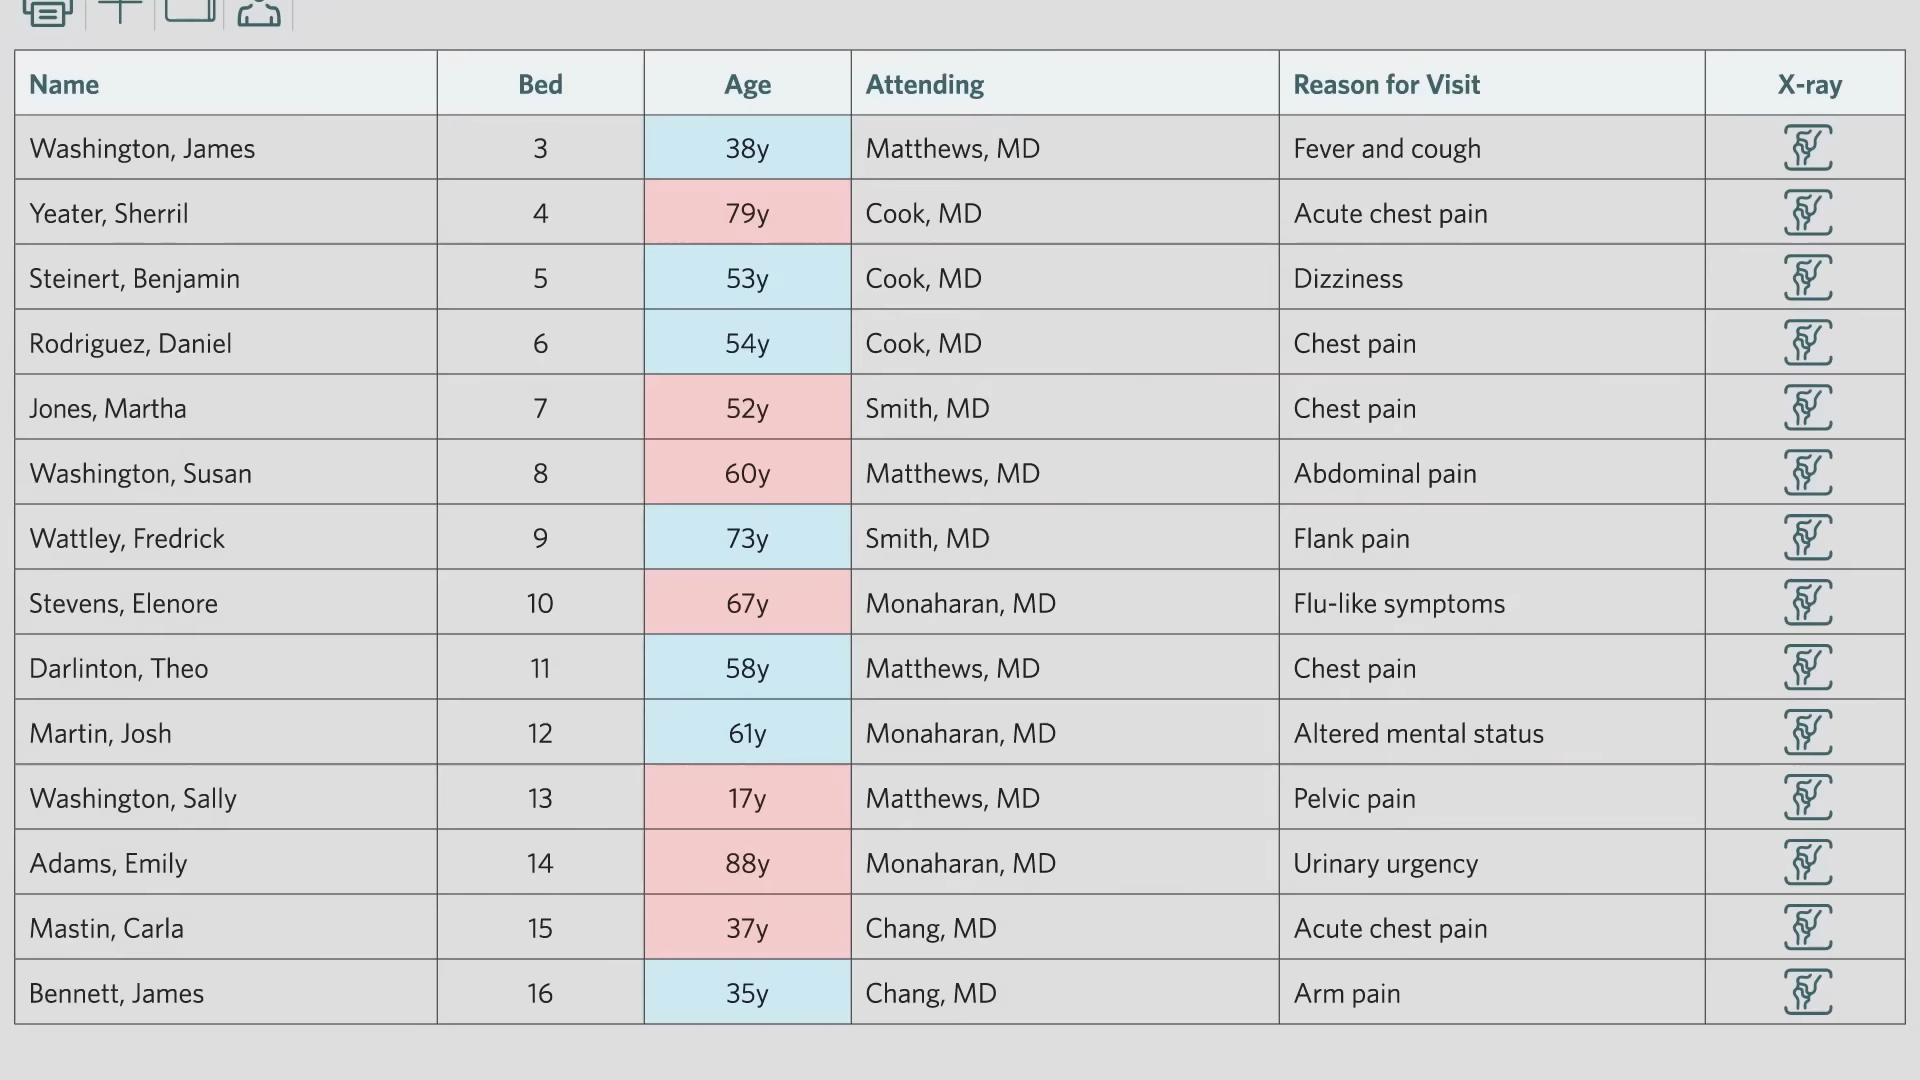 Name Bed Age Attending Reason for Visit X-ray
Washington, James 3 38y Matthews, MD Fever and cough
Yeater, Sherril 4 79y Cook, MD Acute chest pain
Steinert, Benjamin 5 53y Cook, MD Dizziness
Rodriguez, Daniel 6 54y Cook, MD Chest pain
Jones, Martha 7 52y Smith, MD Chest pain
Washington, Susan 8 60y Matthews, MD Abdominal pain
Wattley, Fredrick 9 73y Smith, MD Flank pain
Stevens, Elenore 10 67y Monaharan, MD Flu-like symptoms
Darlinton, Theo 11 58y Matthews, MD Chest pain
Martin, Josh 12 61y Monaharan, MD Altered mental status
Washington, Sally 13 17y Matthews, MD Pelvic pain
Adams, Emily 14 88y Monaharan, MD Urinary urgency
Mastin, Carla 15 37y Chang, MD Acute chest pain
Bennett, James 16 35y Chang, MD Arm pain